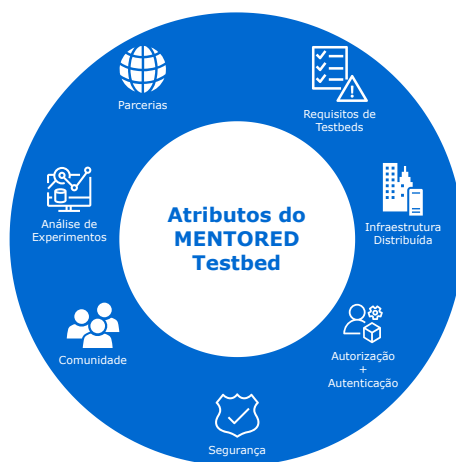 Parcerias
Requisitos de
Testbeds
Análise de
Experimentos
Atributos do
MENTORED
Testbed
Infraestrutura
Distribuída
Comunidade
Autorização
+
Autenticação
Segurança